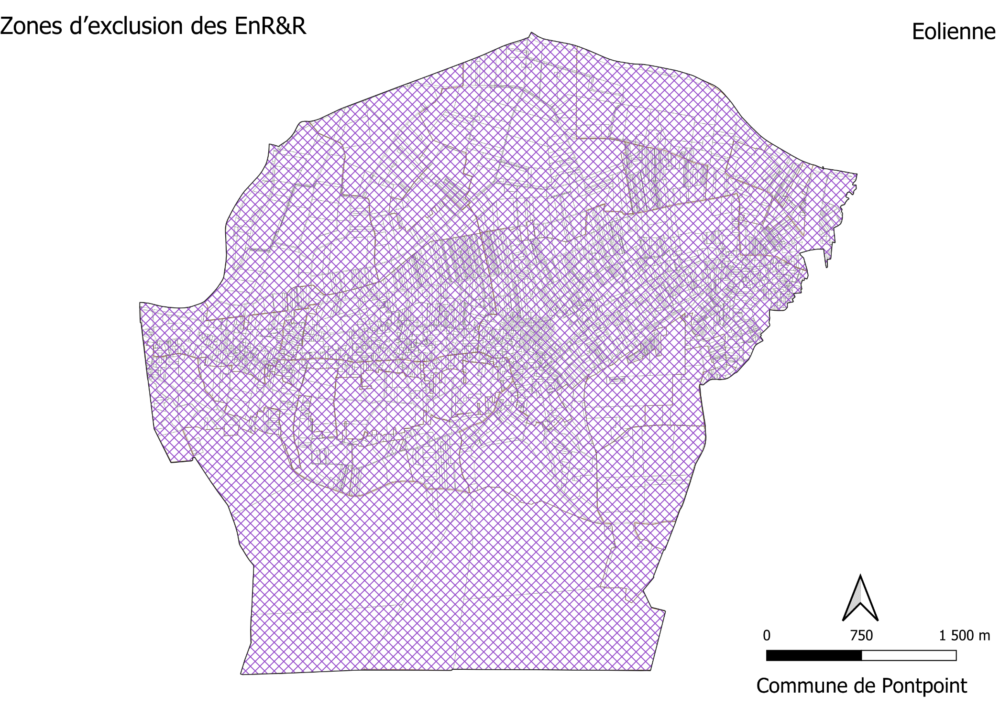 Zones d’exclusion des EnR&R
Eolienne
0 750 1 500 m
Commune de Pontpoint